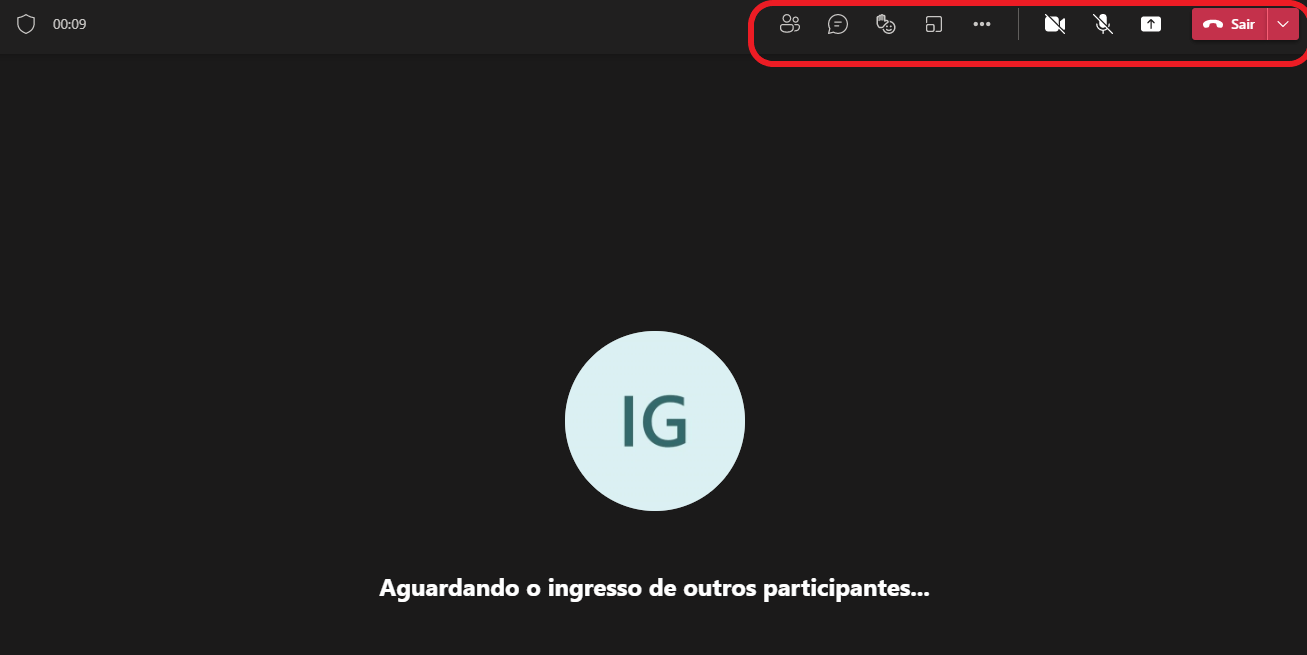 00:09
Sair
IG
Aguardando o ingresso de outros participantes...